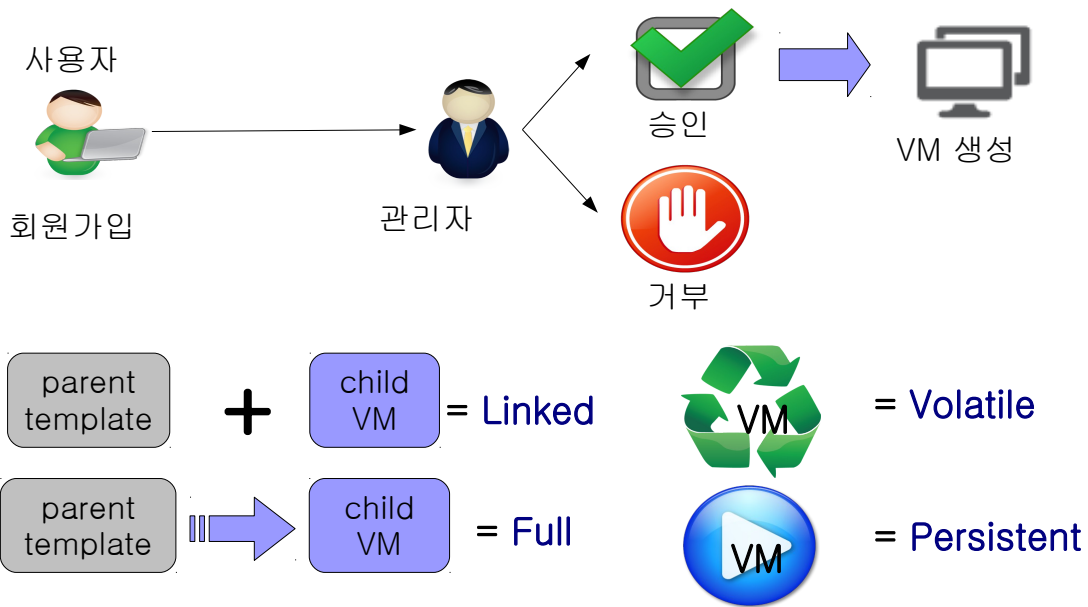 사용자
회원가입
관리자
승인
거부
VM 생성
parent
template
+
child
VM
= Linked
VM
= Volatile
parent
template
child
VM
= Full
VM
= Persistent